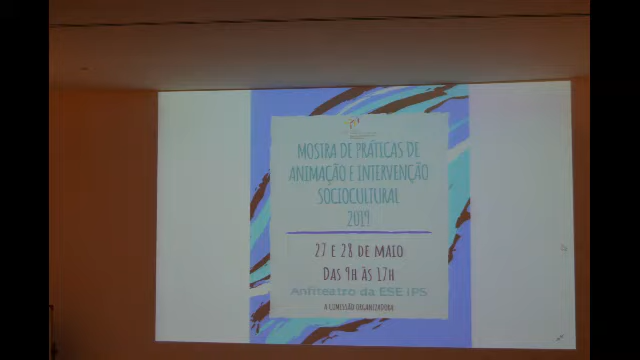 MOSTRA DE PRÁTICAS DE
ANIMAÇÃO E INTERVENÇÃO
SOCIOCULTURAL
2019
27 E 28 DE MAIO
DAS 9H ÀS 17H
Anfiteatro da ESE IPS
A COMISSÃO ORGANIZADORA